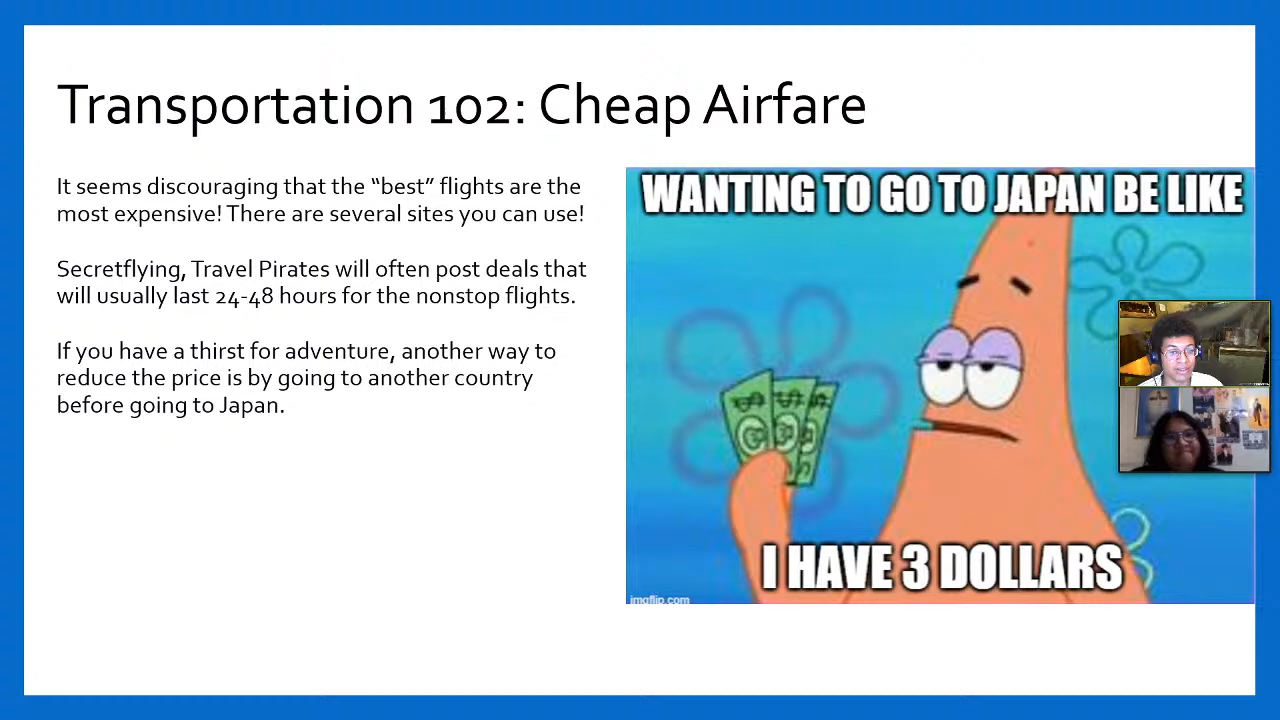 Transportation 102: Cheap Airfare
It seems discouraging that the “best” flights are the
most expensive! There are several sites you can use!
Secretflying, Travel Pirates will often post deals that
will usually last 24-48 hours for the nonstop flights.
If you have a thirst for adventure, another way to
reduce the price is by going to another country
before going to Japan.
WANTING TO GO TO JAPAN BE LIKE
I HAVE 3 DOLLARS
imgflip.com